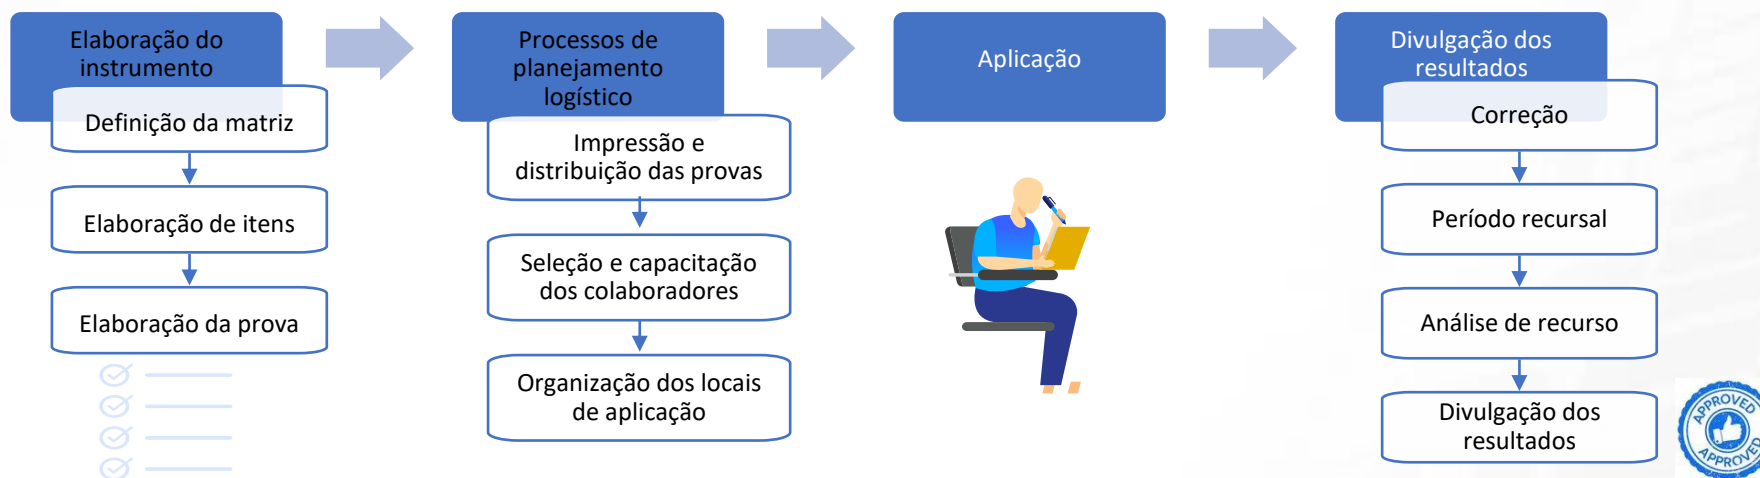 Elaboração do
instrumento
Definição da matriz
Elaboração de itens
Elaboração da prova
Processos de
planejamento
logístico
Impressão e
distribuição das provas
Seleção e capacitação
dos colaboradores
Organização dos locais
de aplicação
Aplicação
Divulgação dos
resultados
Correção
Período recursal
Análise de recurso
Divulgação dos
resultados
APPROVED
APPROVED